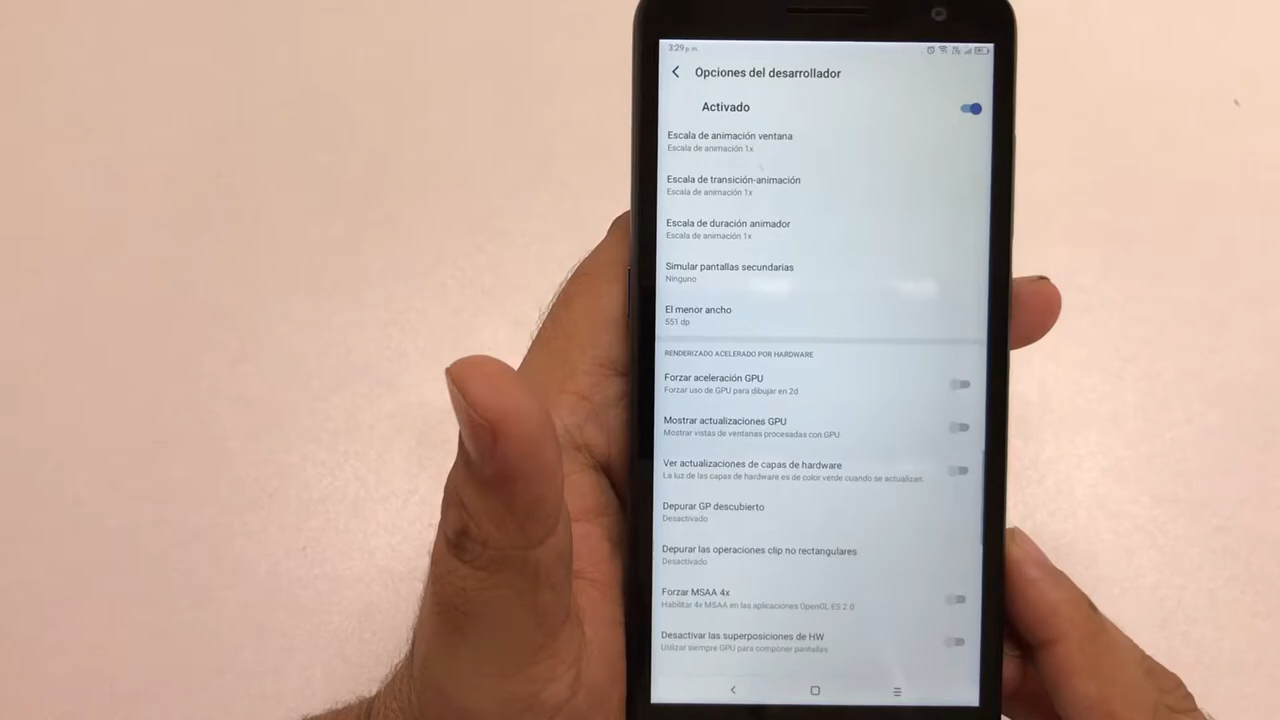 3:29 p.m.
Opciones del desarrollador
Activado
Escala de animación ventana
Escala de animación 1x
Escala de transición-animación
Escala de animación 1x
Escala de duración animador
Escala de animación 1x
Simular pantallas secundarias
Ninguno
El menor ancho
551 dp
RENDERIZADO ACELERADO POR HARDWARE
Forzar aceleración GPU
Forzar uso de GPU para dibujar en 2d
Mostrar actualizaciones GPU
Mostrar vistas de ventanas procesadas con GPU
Ver actualizaciones de capas de hardware
La luz de las capas de hardware es de color verde cuando se actualizan.
Depurar GP descubierto
Desactivado
Depurar las operaciones clip no rectangulares
Desactivado
Forzar MSAA 4x
Habilitar 4x MSAA en las aplicaciones OpenGL ES 2.0
Desactivar las superposiciones de HW
Utilizar siempre GPU para componer pantallas